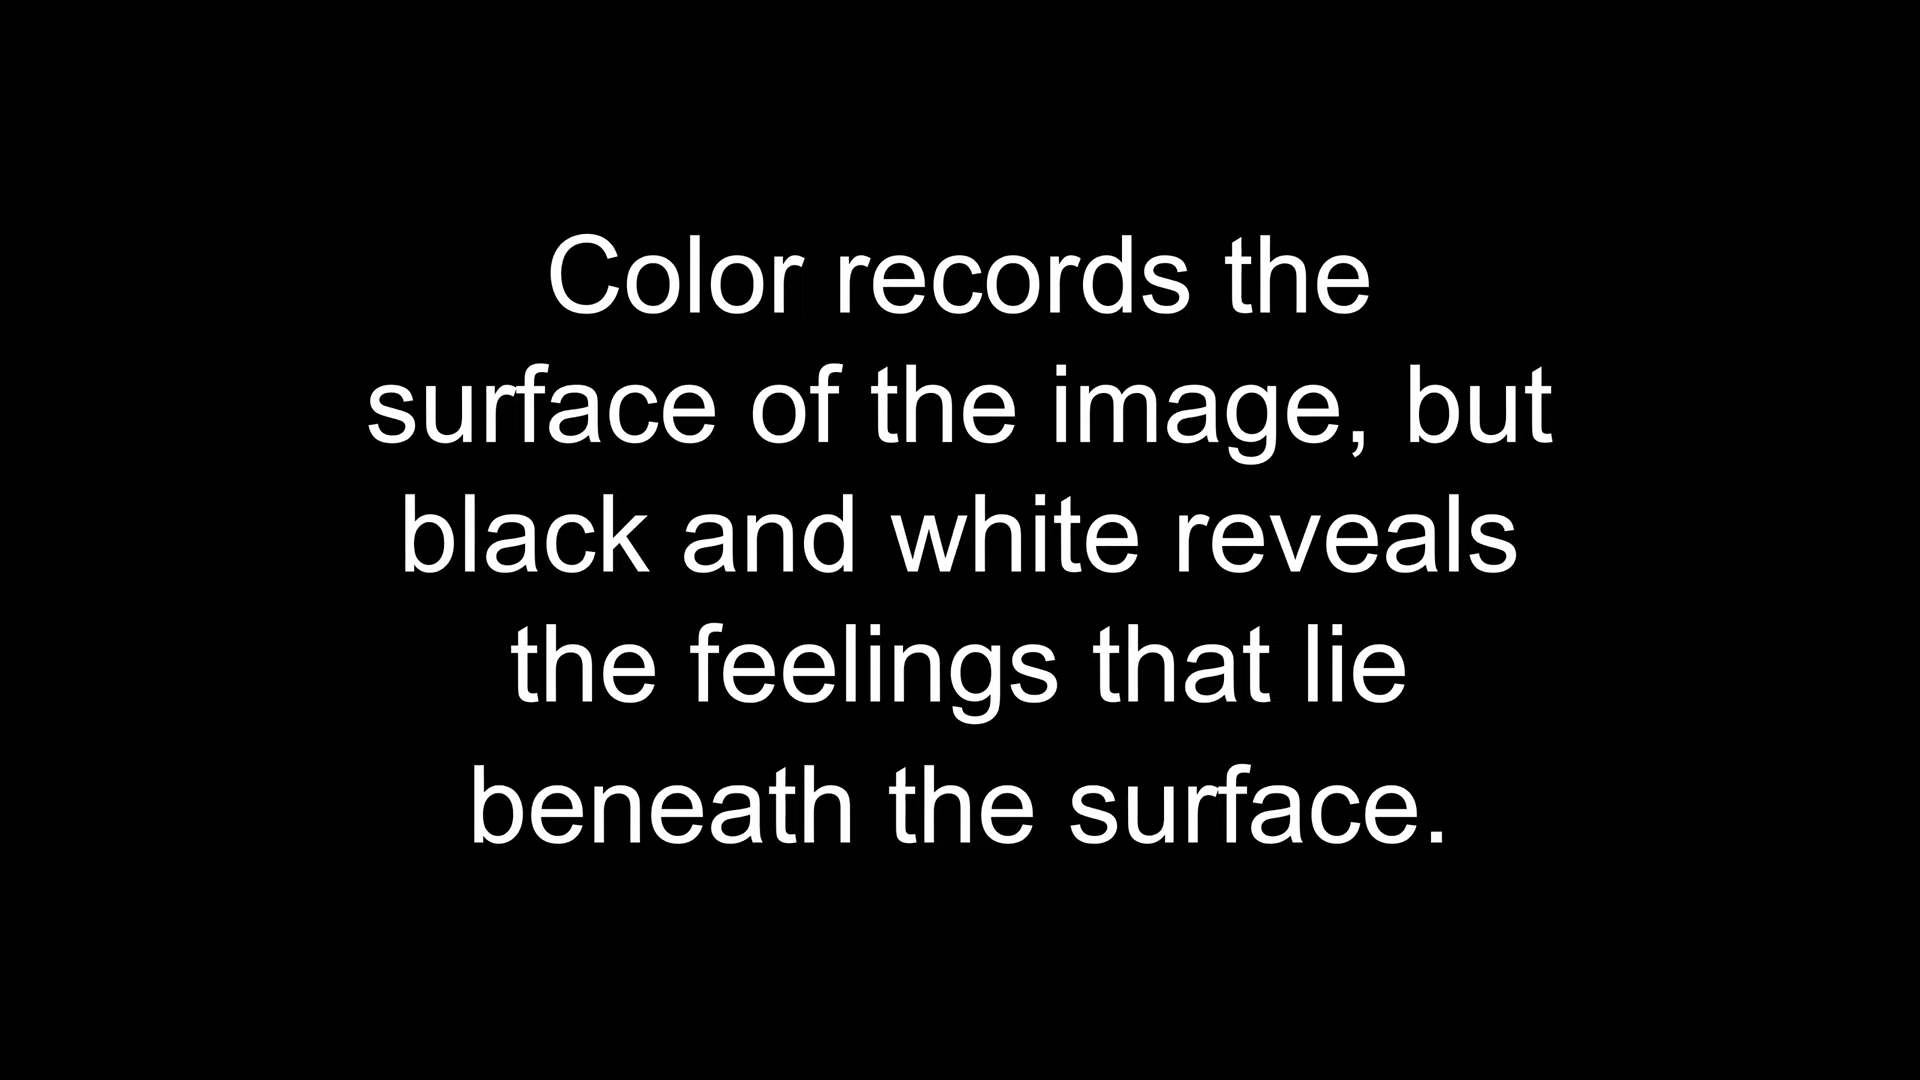 Color records the
surface of the image, but
black and white reveals
the feelings that lie
beneath the surface.